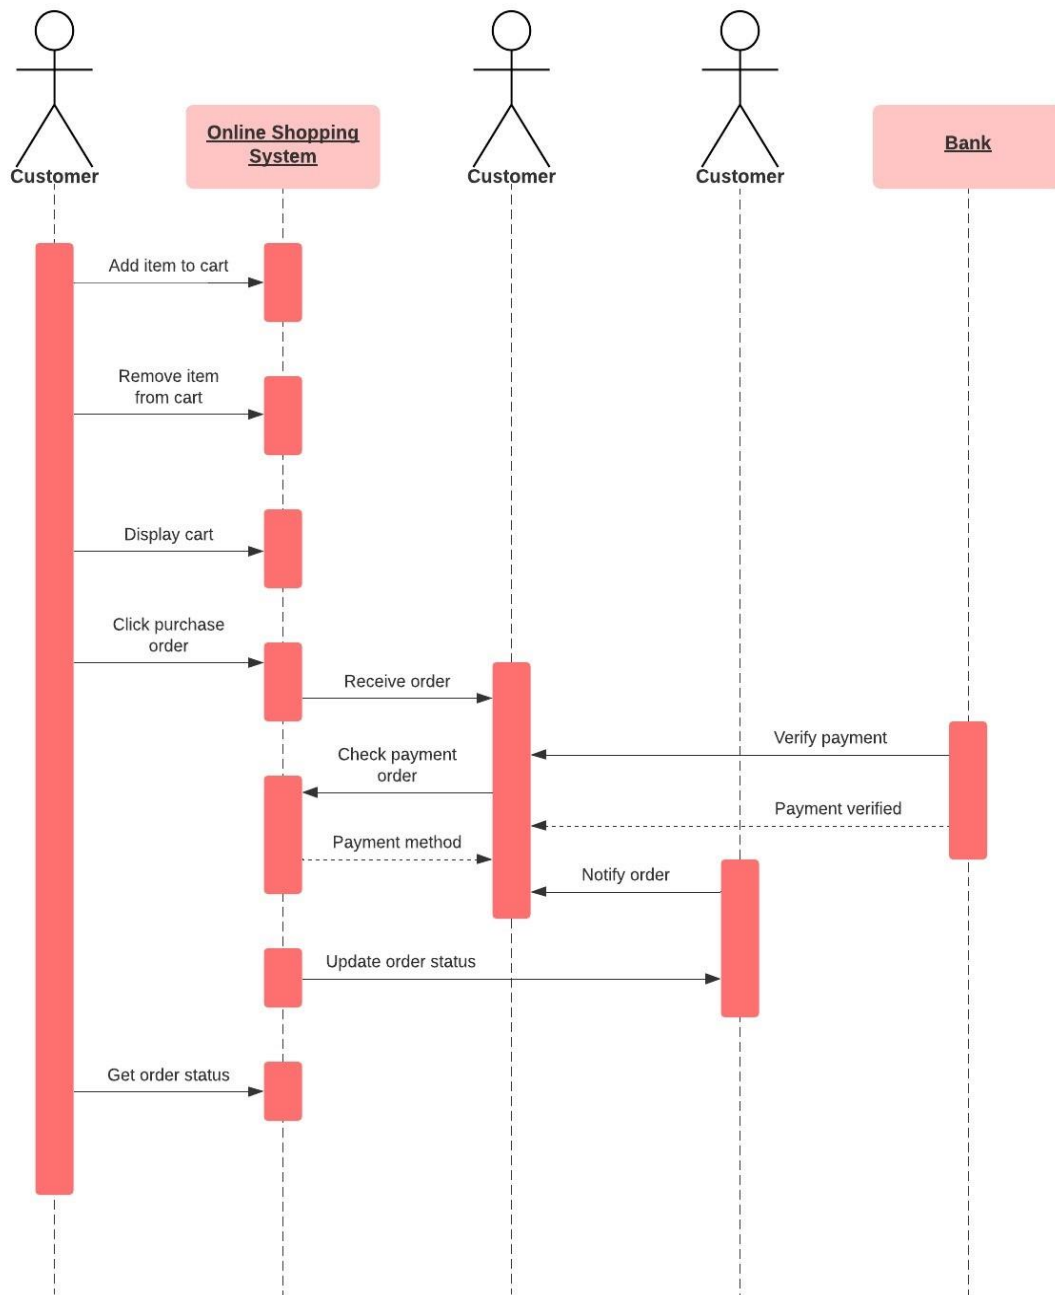 Online Shopping
System
Bank
Customer
Customer
Customer
Add item to cart
Remove item
from cart
Display cart
Click purchase
order
Receive order
Verify payment
Check payment
order
Payment verified
Payment method
Notify order
Update order status
Get order status